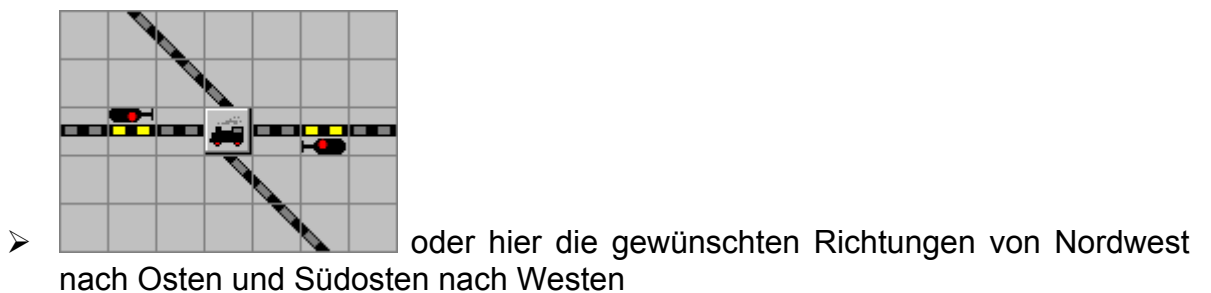 ➢ oder hier die gewünschten Richtungen von Nordwest
nach Osten und Südosten nach Westen